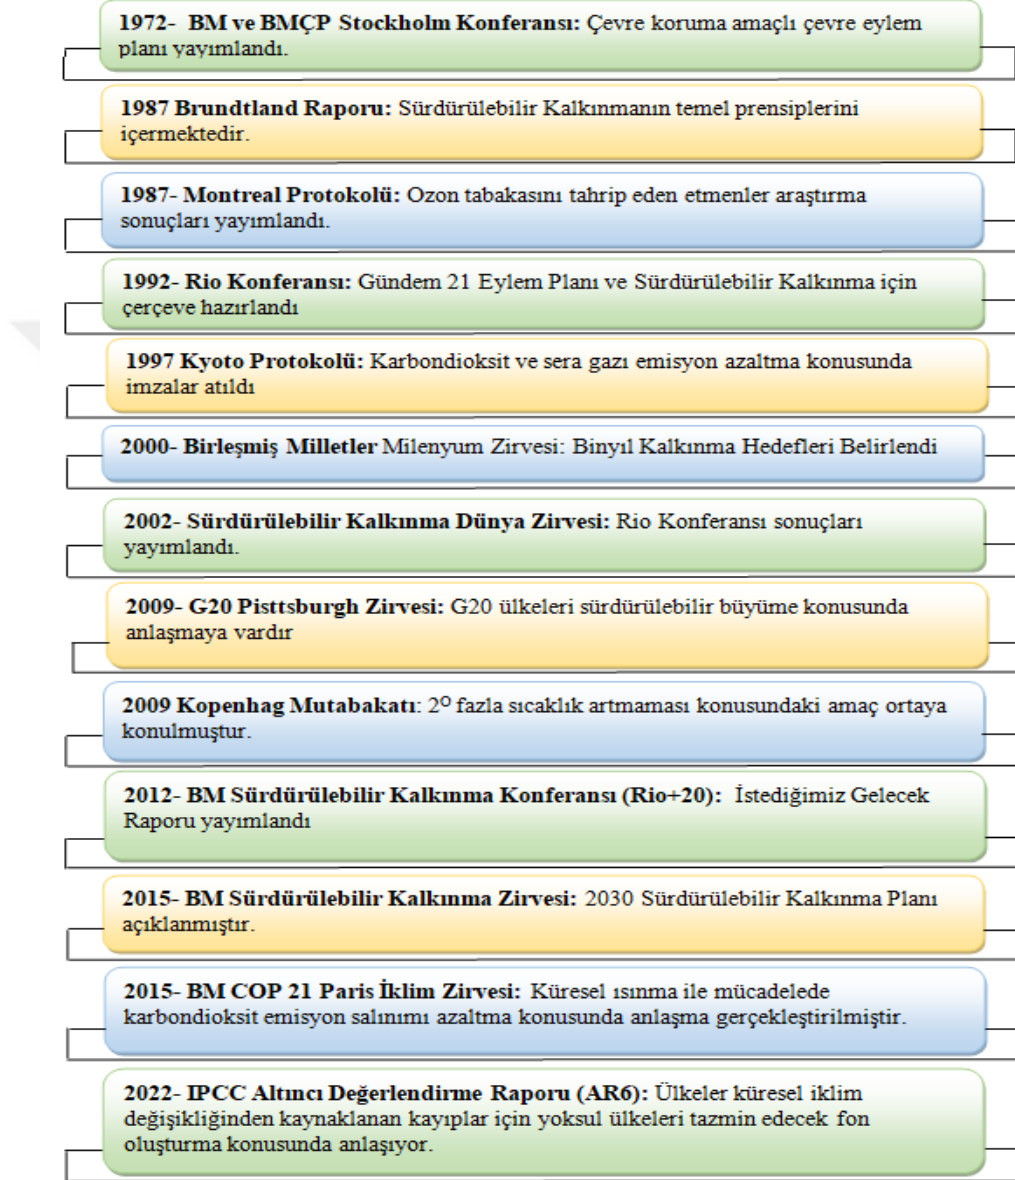 1972- BM ve BMÇP Stockholm Konferansı: Çevre koruma amaçlı çevre eylem
planı yayımlandı.
1987 Brundtland Raporu: Sürdürülebilir Kalkınmanın temel prensiplerini
içermektedir.
1987- Montreal Protokolü: Ozon tabakasını tahrip eden etmenler araştırma
sonuçları yayımlandı.
1992- Rio Konferansı: Gündem 21 Eylem Planı ve Sürdürülebilir Kalkınma için
çerçeve hazırlandı
1997 Kyoto Protokolü: Karbondioksit ve sera gazı emisyon azaltma konusunda
imzalar atıldı
2000- Birleşmiş Milletler Milenyum Zirvesi: Binyıl Kalkınma Hedefleri Belirlendi
2002- Sürdürülebilir Kalkınma Dünya Zirvesi: Rio Konferansı sonuçları
yayımlandı.
2009- G20 Pisttsburgh Zirvesi: G20 ülkeleri sürdürülebilir büyüme konusunda
anlaşmaya vardır
2009 Kopenhag Mutabakatı: 2⁰ fazla sıcaklık artmaması konusundaki amaç ortaya
konulmuştur.
2012- BM Sürdürülebilir Kalkınma Konferansı (Rio+20): İstediğimiz Gelecek
Raporu yayımlandı
2015- BM Sürdürülebilir Kalkınma Zirvesi: 2030 Sürdürülebilir Kalkınma Planı
açıklanmıştır.
2015- BM COP 21 Paris İklim Zirvesi: Küresel ısınma ile mücadelede
karbondioksit emisyon salınımı azaltma konusunda anlaşma gerçekleştirilmiştir.
2022- IPCC Altıncı Değerlendirme Raporu (AR6): Ülkeler küresel iklim
değişikliğinden kaynaklanan kayıplar için yoksul ülkeleri tazmin edecek fon
oluşturma konusunda anlaşıyor.